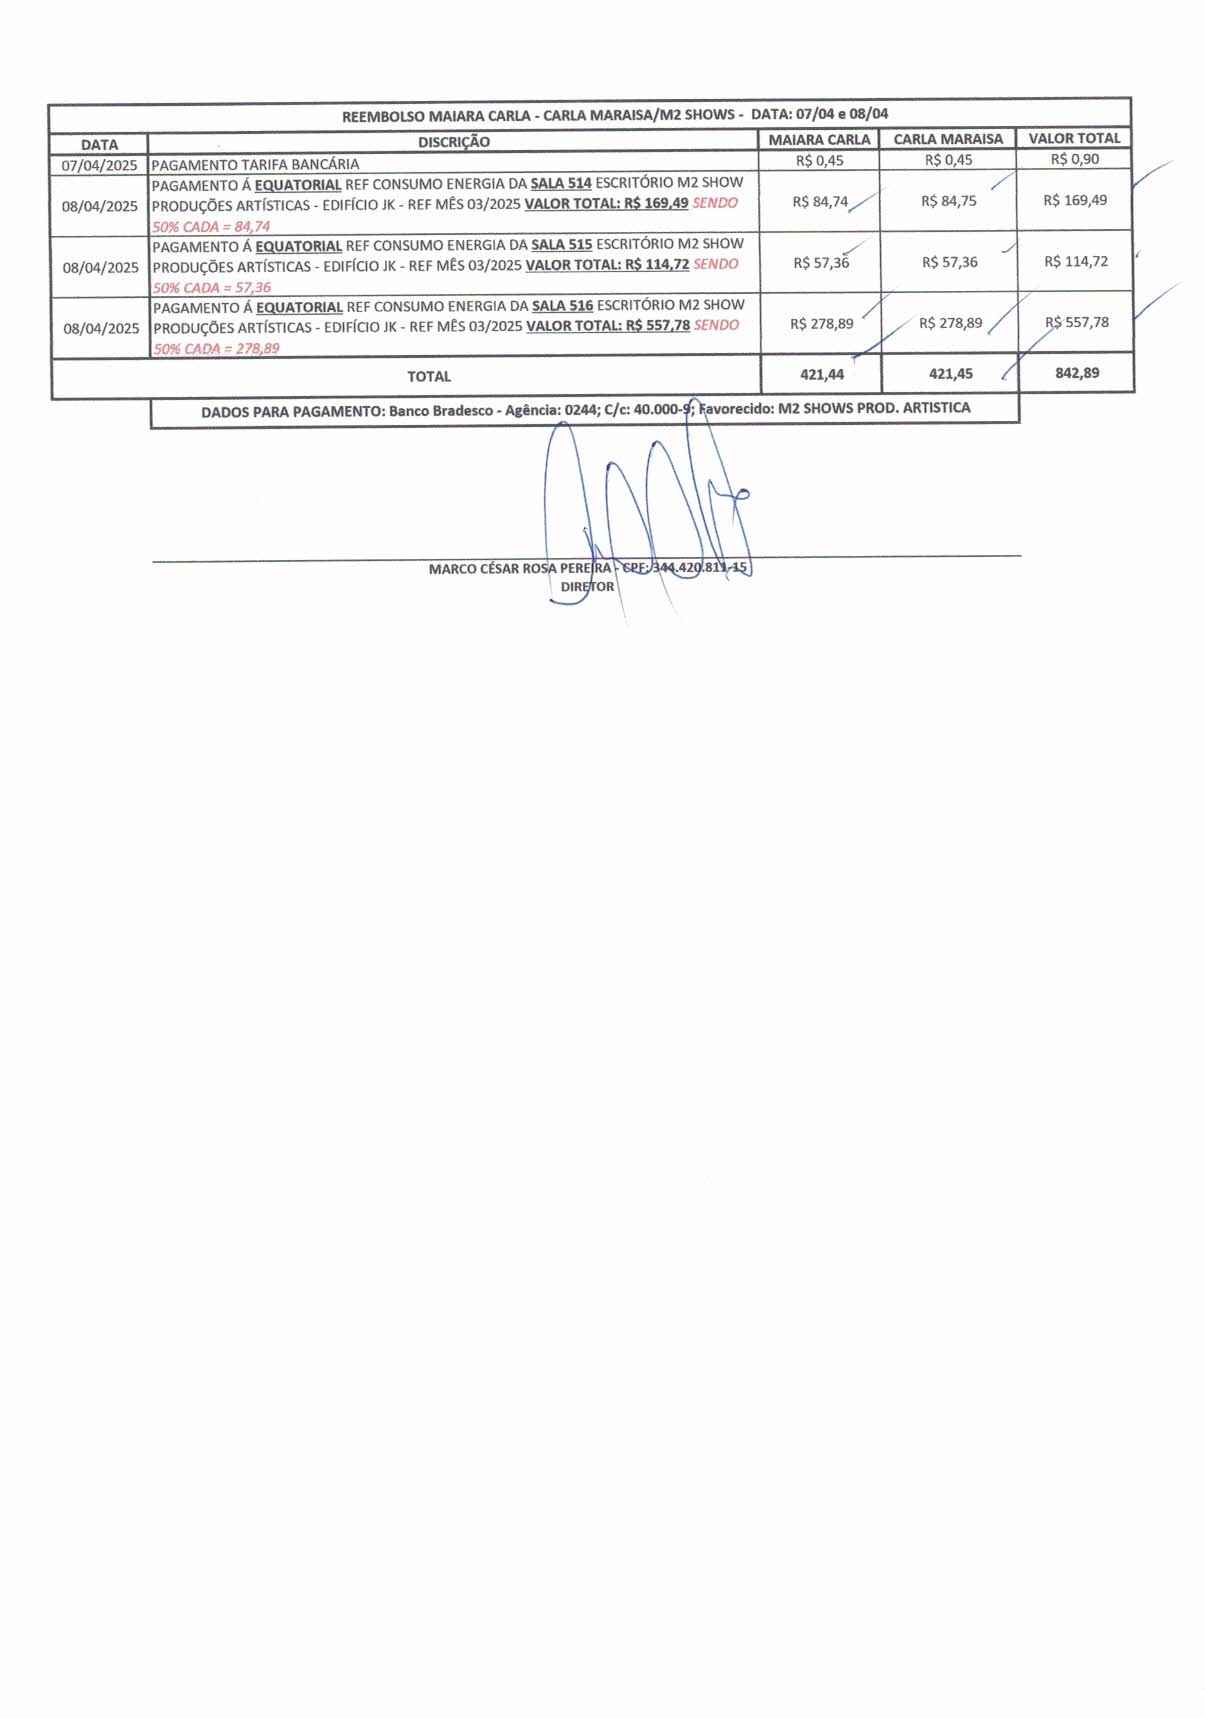 REEMBOLSO MAIARA CARLA - CARLA MARAISA/M2 SHOWS - DATA: 07/04 e 08/04
DATA DISCRIÇÃO MAIARA CARLA CARLA MARAISA VALOR TOTAL
07/04/2025 PAGAMENTO TARIFA BANCÁRIA R$ 0,45 R$ 0,45 R$ 0,90
PAGAMENTO Á EQUATORIAL REF CONSUMO ENERGIA DA SALA 514 ESCRITÓRIO M2 SHOW
08/04/2025 PRODUÇÕES ARTÍSTICAS - EDIFÍCIO JK - REF MÊS 03/2025 VALOR TOTAL: R$ 169,49 SENDO R$ 84,74 R$ 84,75 R$ 169,49
50% CADA = 84,74
PAGAMENTO Á EQUATORIAL REF CONSUMO ENERGIA DA SALA 515 ESCRITÓRIO M2 SHOW
08/04/2025 PRODUÇÕES ARTÍSTICAS - EDIFÍCIO JK - REF MÊS 03/2025 VALOR TOTAL: R$ 114,72 SENDO R$ 57,36 R$ 57,36 R$ 114,72
50% CADA = 57,36
PAGAMENTO Á EQUATORIAL REF CONSUMO ENERGIA DA SALA 516 ESCRITÓRIO M2 SHOW
08/04/2025 PRODUÇÕES ARTÍSTICAS - EDIFÍCIO JK - REF MÊS 03/2025 VALOR TOTAL: R$ 557,78 SENDO R$ 278,89 R$ 278,89 R$ 557,78
50% CADA = 278,89
TOTAL 421,44 421,45 842,89
DADOS PARA PAGAMENTO: Banco Bradesco - Agência: 0244; C/c: 40.000-9; Favorecido: M2 SHOWS PROD. ARTISTICA
MARCO CÉSAR ROSA PEREIRA - CPF: 344.420.811-15
DIRETOR